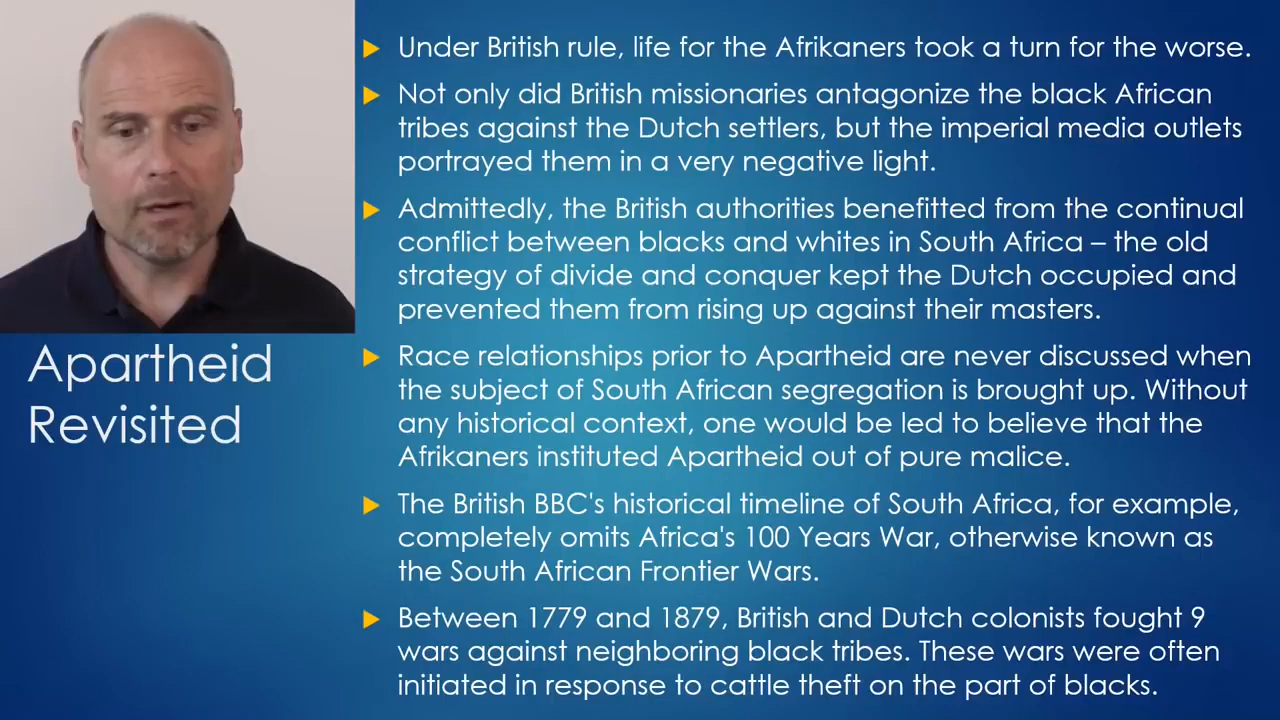 Under British rule, life for the Afrikaners took a turn for the worse.
Not only did British missionaries antagonize the black African
tribes against the Dutch settlers, but the imperial media outlets
portrayed them in a very negative light.
Admittedly, the British authorities benefitted from the continual
conflict between blacks and whites in South Africa – the old
strategy of divide and conquer kept the Dutch occupied and
prevented them from rising up against their masters.
Race relationships prior to Apartheid are never discussed when
the subject of South African segregation is brought up. Without
any historical context, one would be led to believe that the
Afrikaners instituted Apartheid out of pure malice.
The British BBC's historical timeline of South Africa, for example,
completely omits Africa's 100 Years War, otherwise known as
the South African Frontier Wars.
Between 1779 and 1879, British and Dutch colonists fought 9
wars against neighboring black tribes. These wars were often
initiated in response to cattle theft on the part of blacks.
Apartheid
Revisited